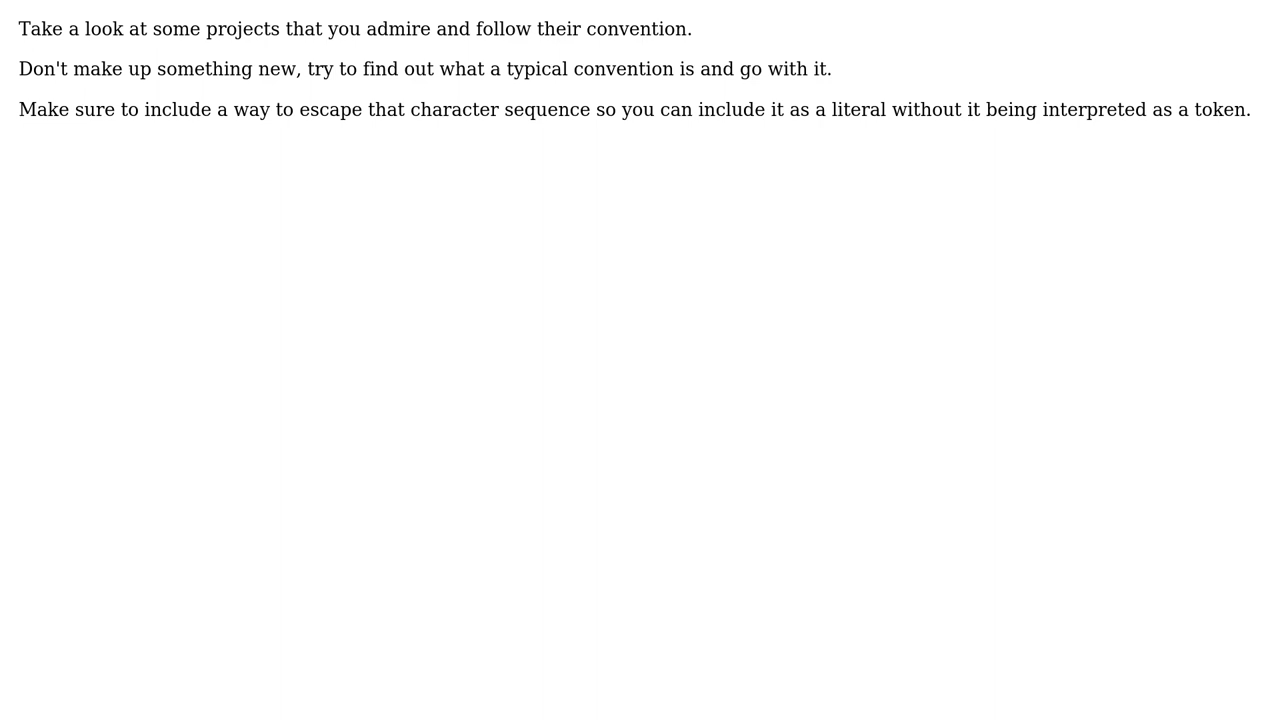 Take a look at some projects that you admire and follow their convention.
Don't make up something new, try to find out what a typical convention is and go with it.
Make sure to include a way to escape that character sequence so you can include it as a literal without it being interpreted as a token.